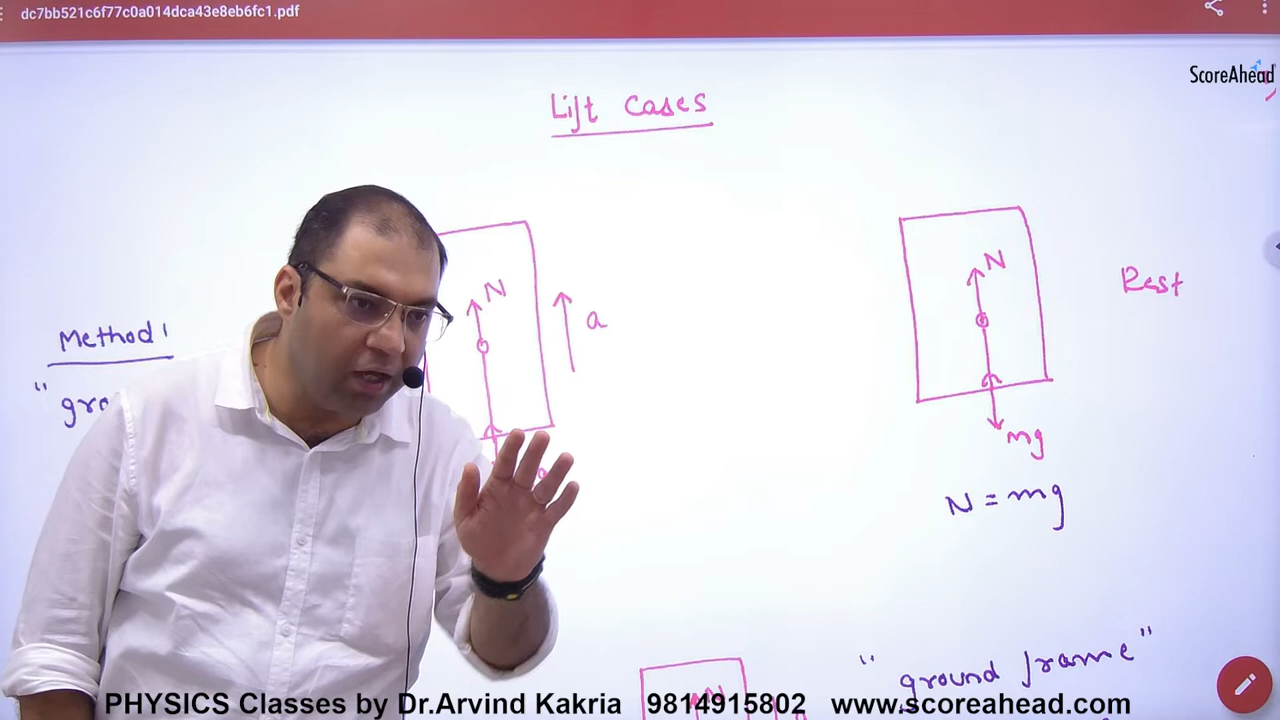 dc7bb521c6f77c0a014dca43e8eb6fc1.pdf
ScoreAhead
Lift Cases
N
a
N
Rest
mg
N = mg
Method 1
"
" ground frame "
PHYSICS Classes by Dr.Arvind Kakria 9814915802 www.scoreahead.com